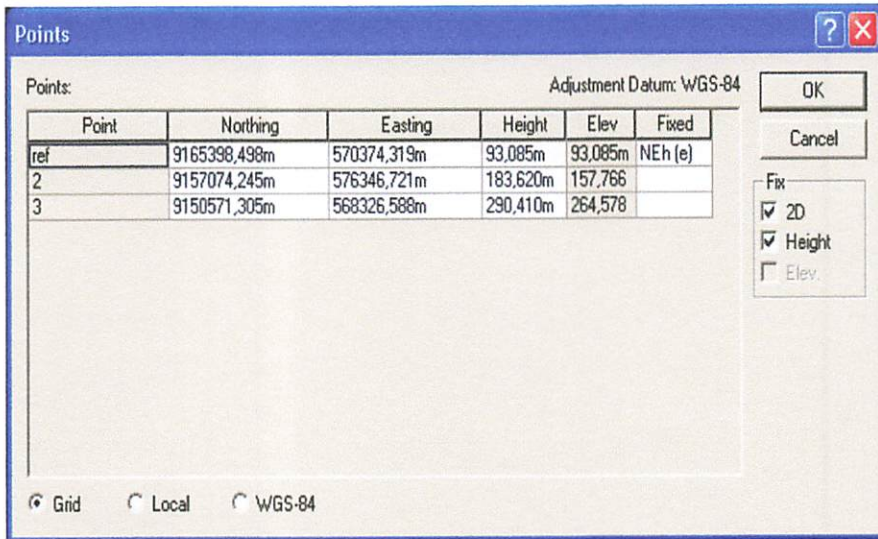 Points
Points: Adjustment Datum: WGS-84
Point Northing Easting Height Elev Fixed
ref 9165398,498m 570374,319m 93,085m 93,085m NEh (e)
2 9157074,245m 576346,721m 183,620m 157,766
3 9150571,305m 568326,588m 290,410m 264,578
OK
Cancel
Fix
2D
Height
Elev.
Grid Local WGS-84